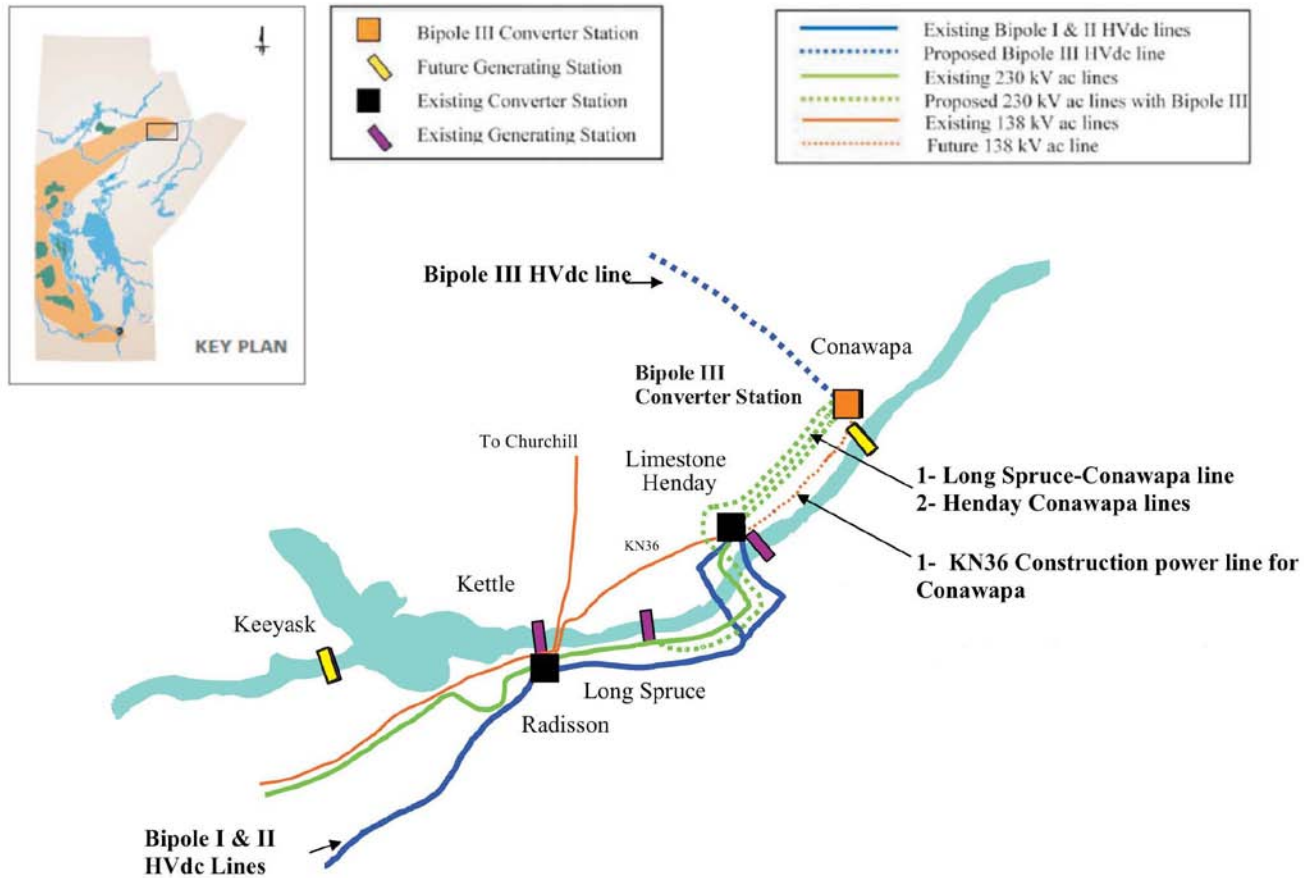 KEY PLAN
Bipole III Converter Station
Future Generating Station
Existing Converter Station
Existing Generating Station
Existing Bipole I & II HVdc lines
Proposed Bipole III HVdc line
Existing 230 kV ac lines
Proposed 230 kV ac lines with Bipole III
Existing 138 kV ac lines
Future 138 kV ac line
Bipole III HVdc line
Conawapa
Bipole III
Converter Station
To Churchill
Limestone
Henday
1- Long Spruce-Conawapa line
2- Henday Conawapa lines
KN36
1- KN36 Construction power line for
Conawapa
Kettle
Keeyask
Long Spruce
Radisson
Bipole I & II
HVdc Lines